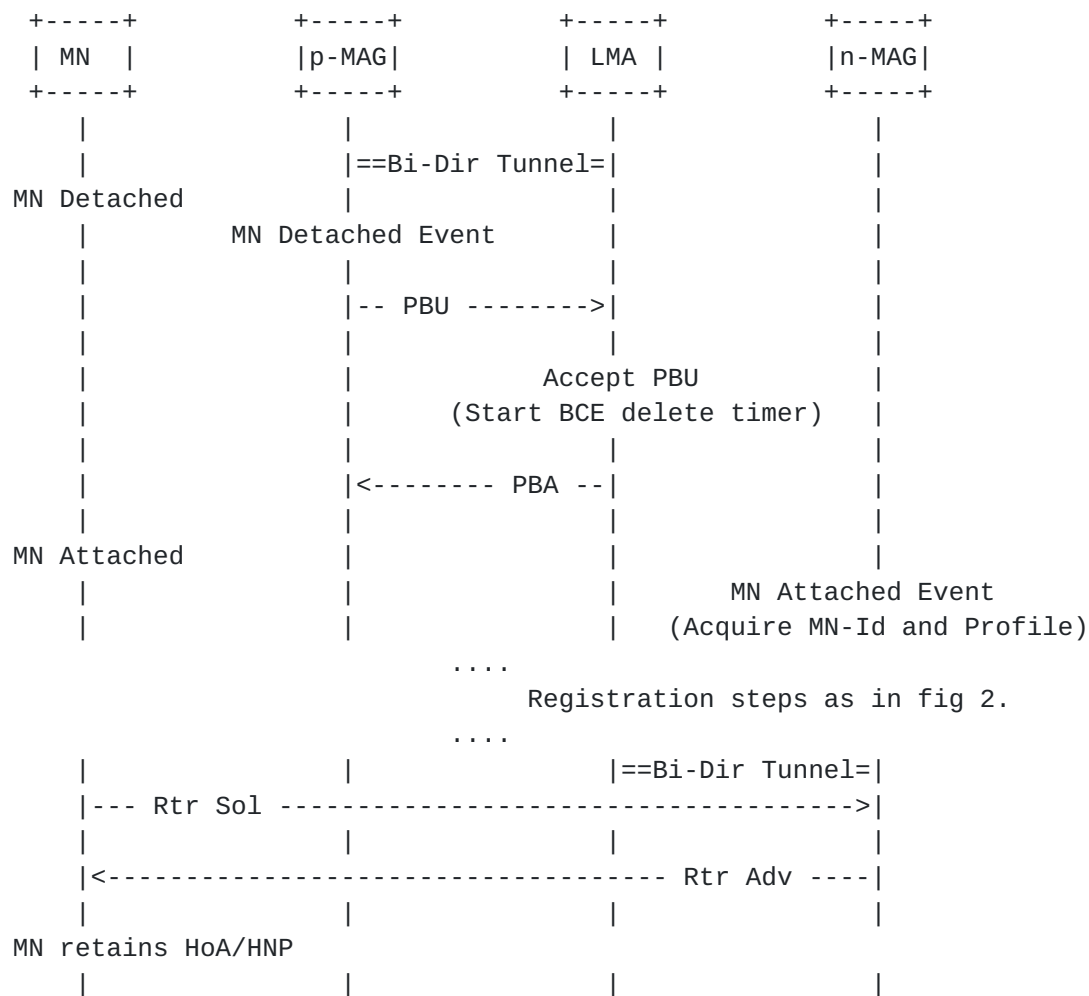 +-----+          +-----+          +-----+          +-----+
| MN  |          |p-MAG|          | LMA |          |n-MAG|
+-----+          +-----+          +-----+          +-----+
    |                |                |                |
    |                |==Bi-Dir Tunnel=|                |
MN Detached          |                |                |
    |         MN Detached Event       |                |
    |                |                |                |
    |                |-- PBU -------->|                |
    |                |                |                |
    |                |            Accept PBU           |
    |                |      (Start BCE delete timer)   |
    |                |                |                |
    |                |<-------- PBA --|                |
    |                |                |                |
MN Attached          |                |                |
    |                |                |       MN Attached Event
    |                |                |   (Acquire MN-Id and Profile)
                           ....
                                Registration steps as in fig 2.
                           ....
    |                |                |==Bi-Dir Tunnel=|
    |--- Rtr Sol ------------------------------------->|
    |                |                |                |
    |<------------------------------------ Rtr Adv ----|
    |                |                |                |
MN retains HoA/HNP
    |                |                |                |